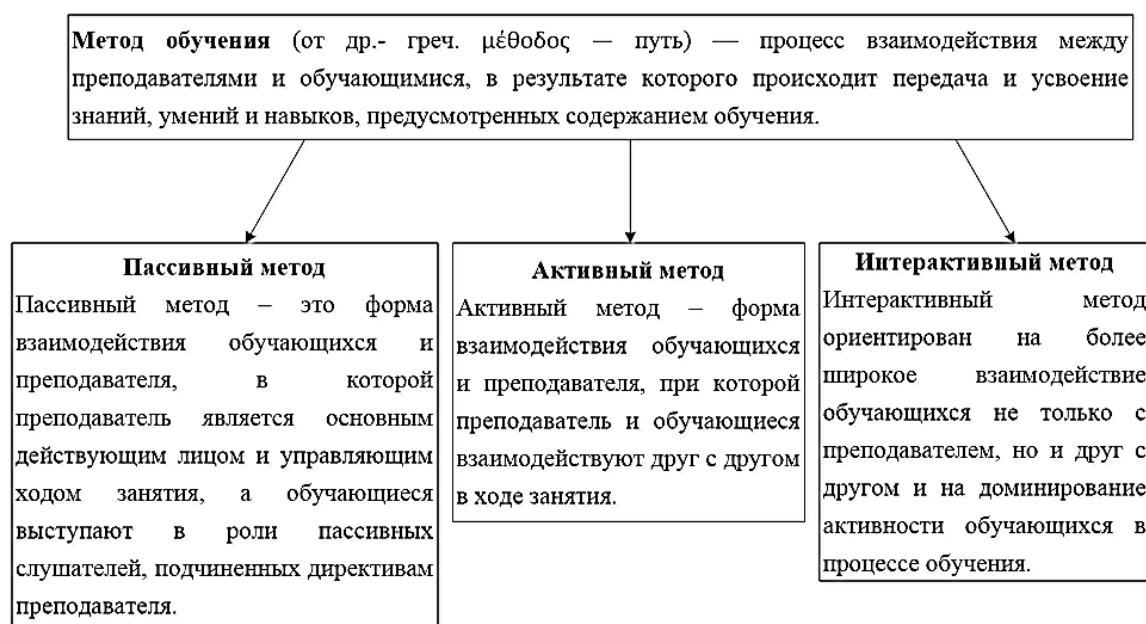 Метод обучения (от др.- греч. μέθοδος — путь) — процесс взаимодействия между
преподавателями и обучающимися, в результате которого происходит передача и усвоение
знаний, умений и навыков, предусмотренных содержанием обучения.
Пассивный метод
Пассивный метод – это форма
взаимодействия обучающихся и
преподавателя, в которой
преподаватель является основным
действующим лицом и управляющим
ходом занятия, а обучающиеся
выступают в роли пассивных
слушателей, подчиненных директивам
преподавателя.
Активный метод
Активный метод – форма
взаимодействия обучающихся
и преподавателя, при которой
преподаватель и обучающиеся
взаимодействуют друг с другом
в ходе занятия.
Интерактивный метод
Интерактивный метод
ориентирован на более
широкое взаимодействие
обучающихся не только с
преподавателем, но и друг с
другом и на доминирование
активности обучающихся в
процессе обучения.